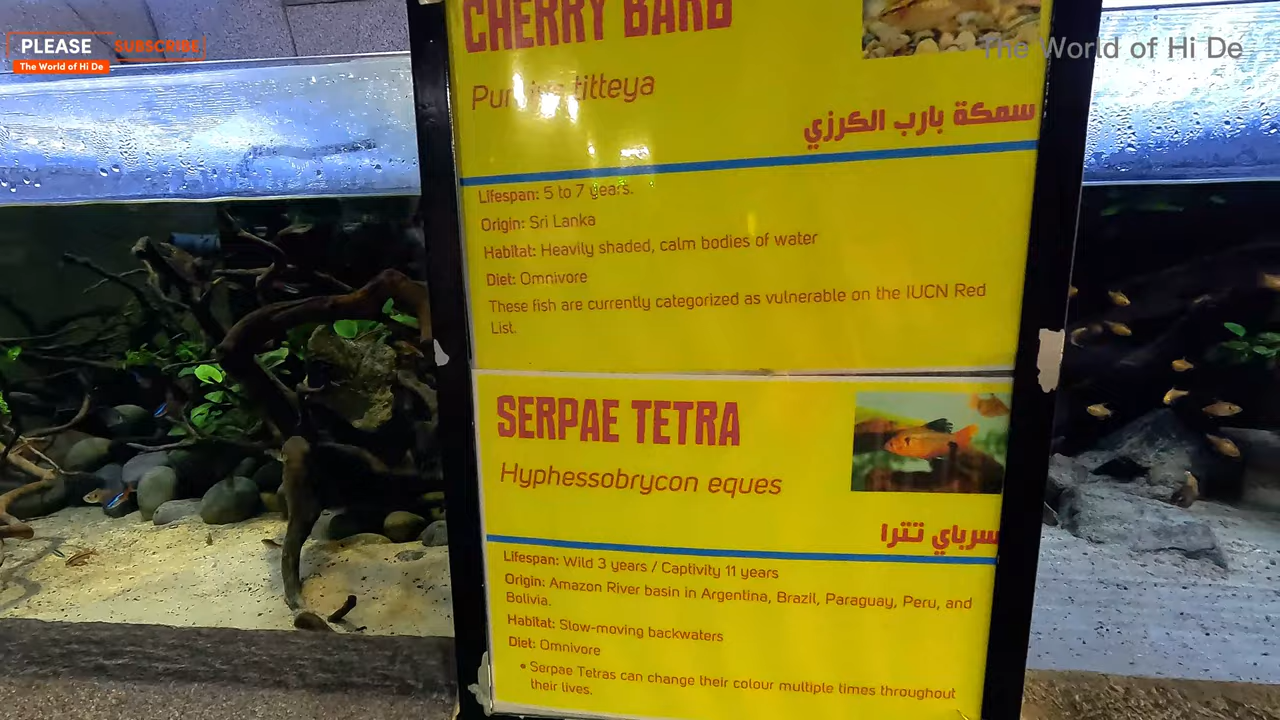 PLEASE SUBSCRIBE
The World of Hi De
The World of Hi De
CHERRY BARB
titteya
سمكة بارب الكرزي
Lifespan: 5 to 7 years.
Origin: Sri Lanka
Habitat: Heavily shaded, calm bodies of water
Diet: Omnivore
These fish are currently categorized as vulnerable on the IUCN Red
List.
SERPAE TETRA
Hyphessobrycon eques
سرباي تترا
Lifespan: Wild 3 years / Captivity 11 years
Origin: Amazon River basin in Argentina, Brazil, Paraguay, Peru, and
Bolivia.
Habitat: Slow-moving backwaters
Diet: Omnivore
• Serpae Tetras can change their colour multiple times throughout
their lives.